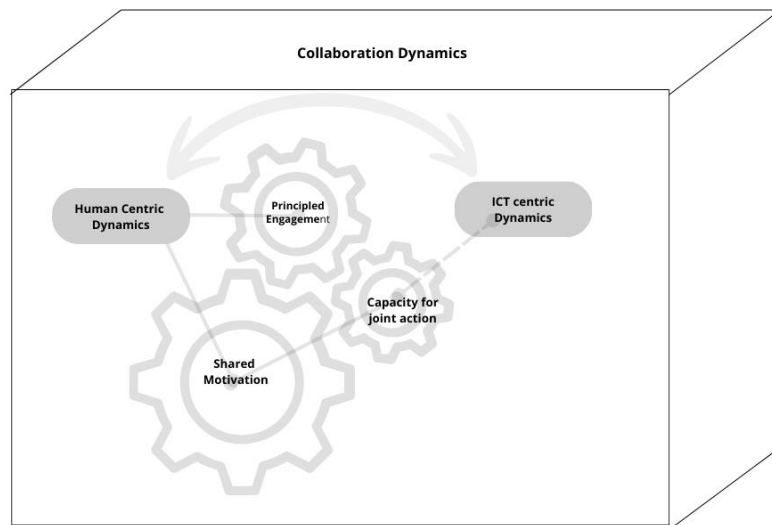 Collaboration Dynamics
Human Centric
Dynamics
Principled
Engagement
ICT centric
Dynamics
Capacity for
joint action
Shared
Motivation